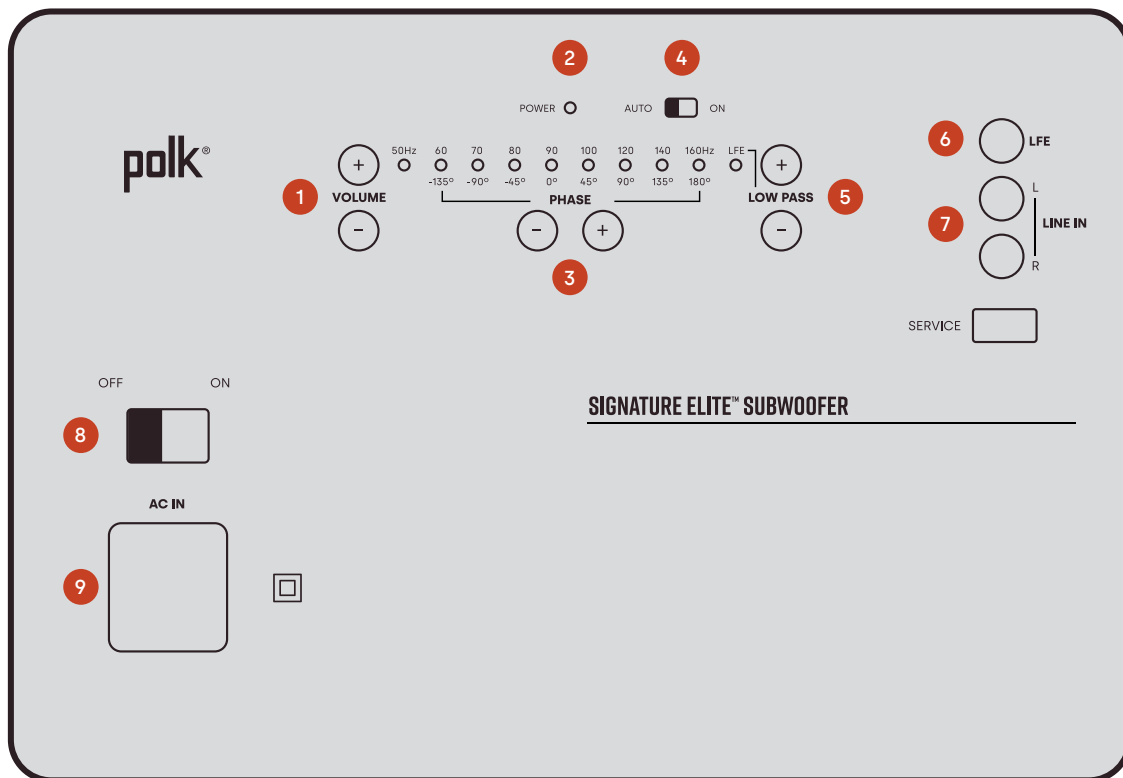 2
4
POWER
AUTO
ON
polk®
6
LFE
50Hz 60 70 80 90 100 120 140 160Hz LFE
+
+
-135° -90° -45° 0° 45° 90° 135° 180°
1
VOLUME
PHASE
LOW PASS
5
L
7
LINE IN
R
−
− +
−
3
SERVICE
OFF ON
8
SIGNATURE ELITE™ SUBWOOFER
AC IN
9